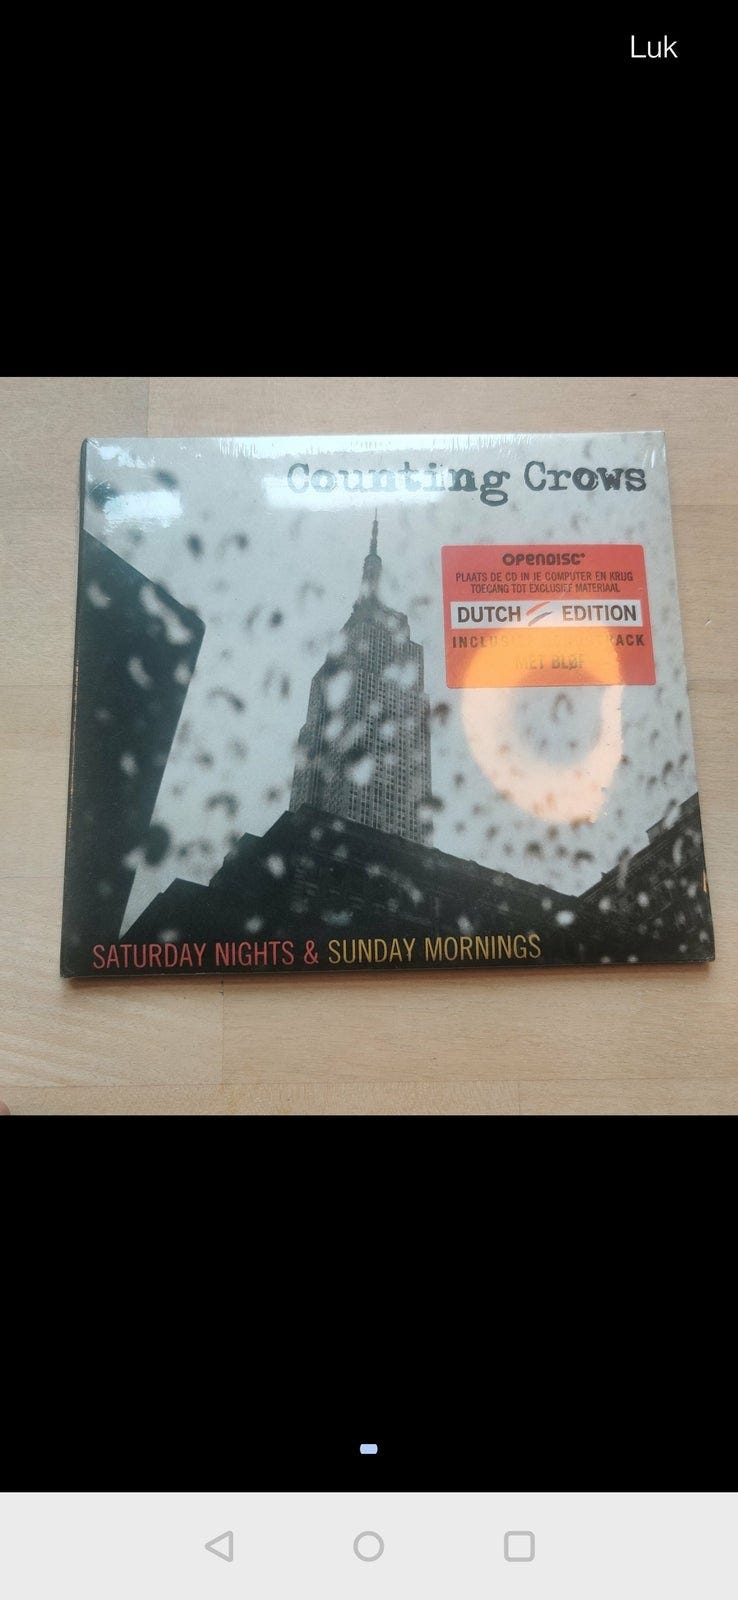 Luk
Counting Crows
OPENDISC
PLAATS DE CD IN JE COMPUTER EN KRIJG
TOEGANG TOT EXCLUSIEF MATERIAAL
DUTCH EDITION
MET BLØF
SATURDAY NIGHTS & SUNDAY MORNINGS